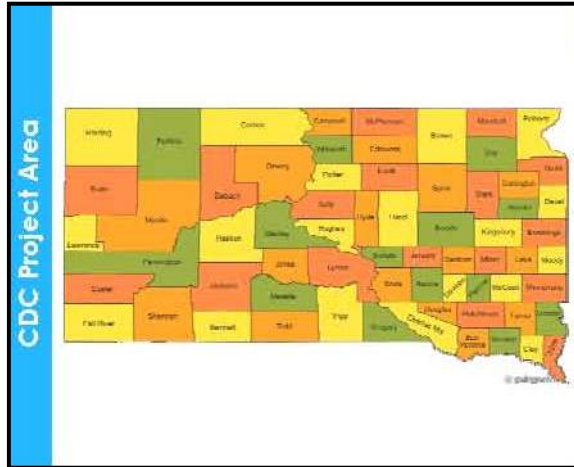 CDC Project Area
Harding
Perkins
Corson
Campbell
McPherson
Brown
Marshall
Roberts
Walworth
Edmunds
Day
Dewey
Potter
Faulk
Grant
Butte
Ziebach
Spink
Clark
Codington
Meade
Sully
Hyde
Hand
Hamlin
Deuel
Lawrence
Haakon
Stanley
Hughes
Beadle
Kingsbury
Brookings
Pennington
Jones
Lyman
Buffalo
Jerauld
Sanborn
Miner
Lake
Moody
Custer
Jackson
Mellette
Brule
Aurora
McCook
Minnehaha
Fall River
Shannon
Bennett
Todd
Tripp
Gregory
Douglas
Hutchinson
Turner
Lincoln
Charles Mix
Bon Homme
Clay